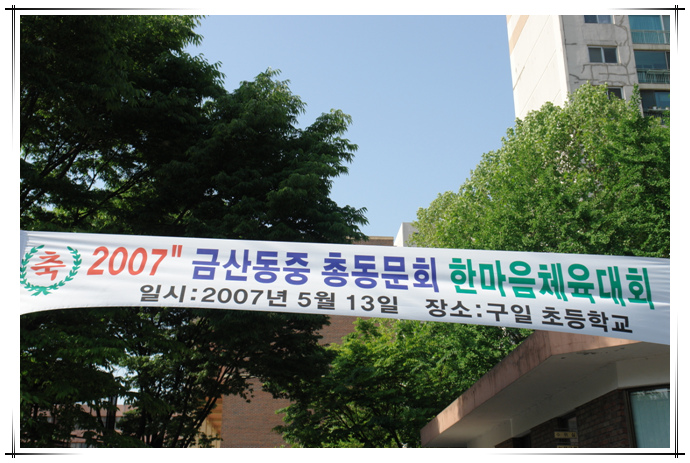 축 2007" 금산동중 총동문회 한마음체육대회
일시:2007년 5월 13일 장소:구일 초등학교